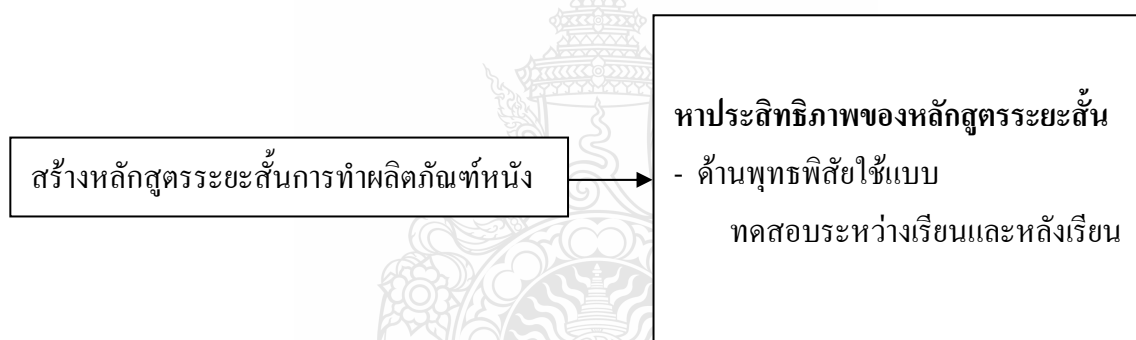 สร้างหลักสูตรระยะสั้นการทำผลิตภัณฑ์หนัง
หาประสิทธิภาพของหลักสูตรระยะสั้น
- ด้านพุทธพิสัยใช้แบบ
ทดสอบระหว่างเรียนและหลังเรียน